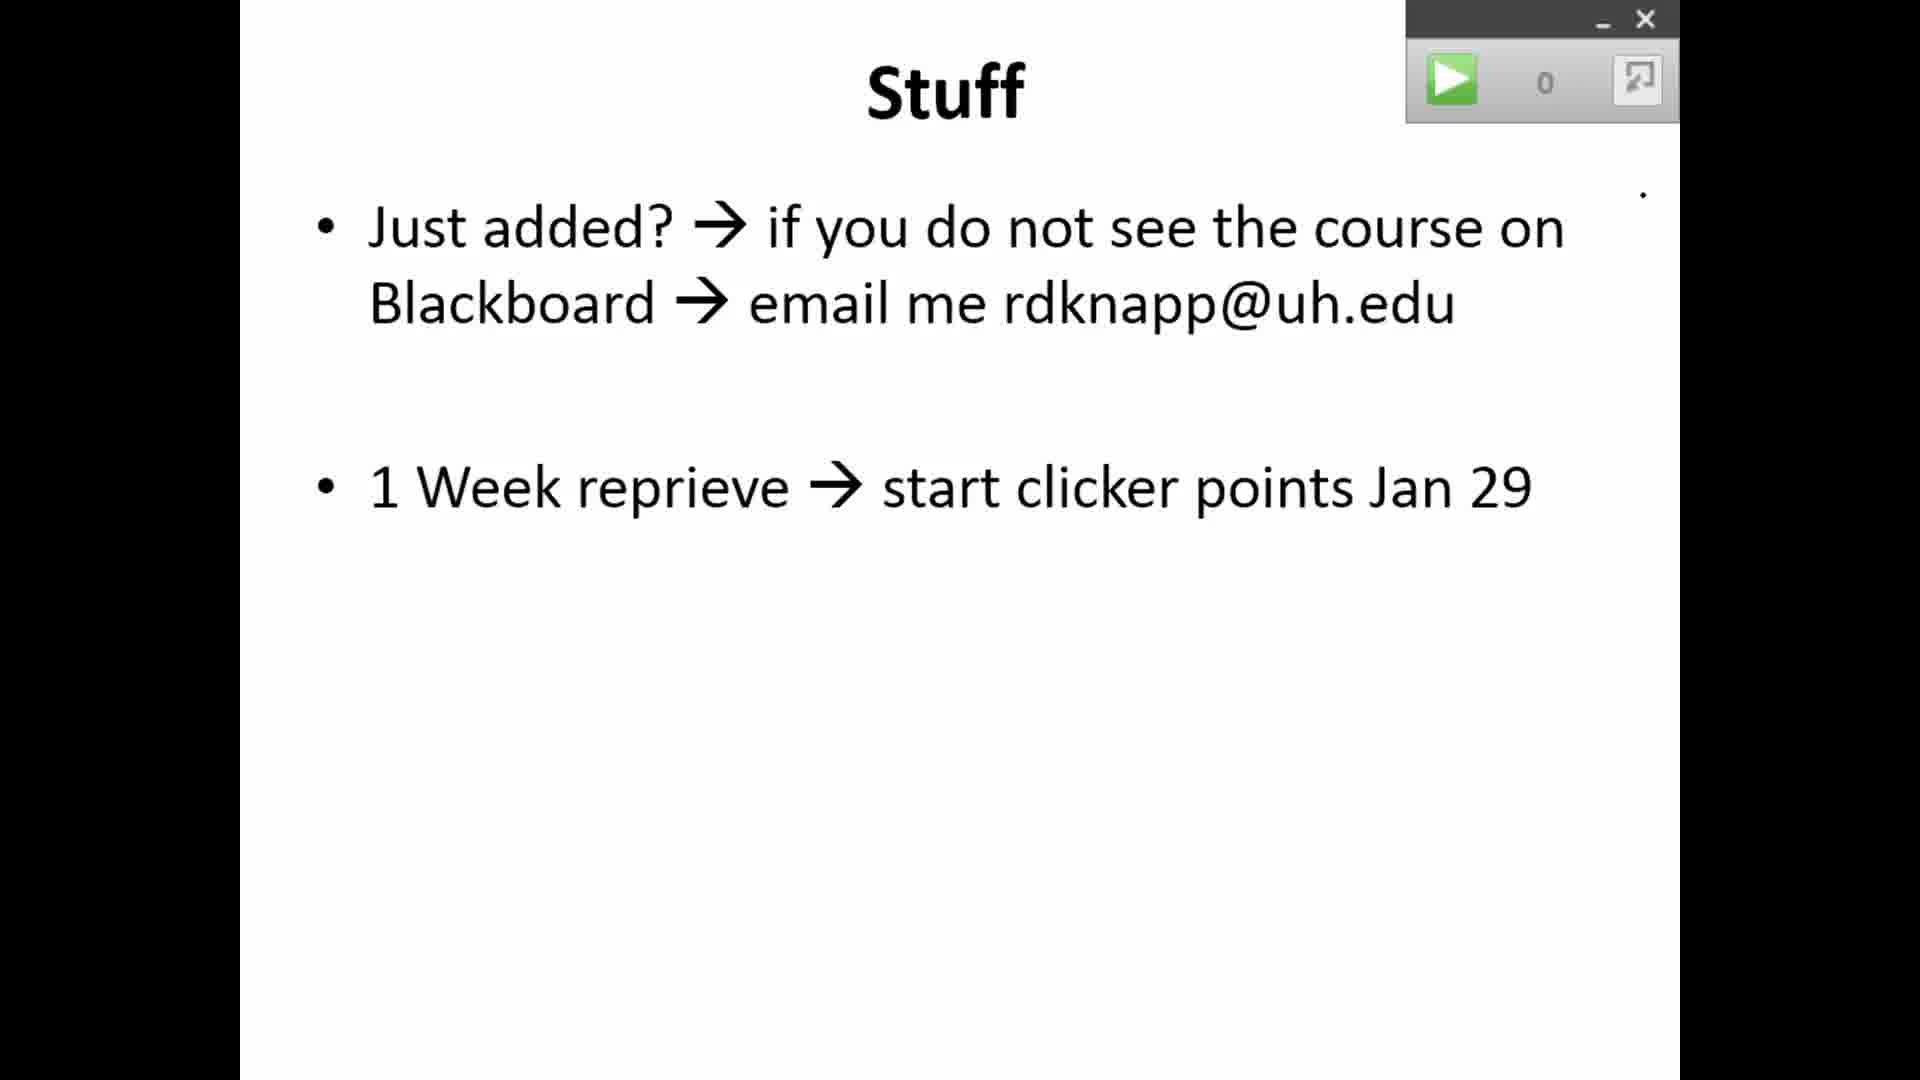 Stuff
0
• Just added? → if you do not see the course on
Blackboard → email me rdknapp@uh.edu
• 1 Week reprieve → start clicker points Jan 29